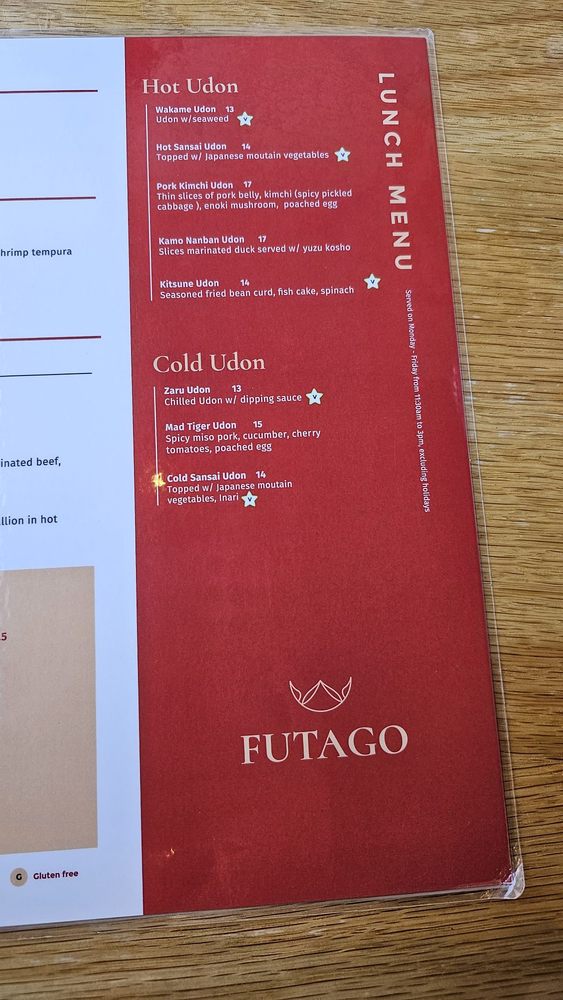 hrimp tempura
inated beef,
llion in hot
.5
G Gluten free
Hot Udon
Wakame Udon 13
Udon w/seaweed V
Hot Sansai Udon 14
Topped w/ Japanese moutain vegetables V
Pork Kimchi Udon 17
Thin slices of pork belly, kimchi (spicy pickled
cabbage ), enoki mushroom, poached egg
Kamo Nanban Udon 17
Slices marinated duck served w/ yuzu kosho
Kitsune Udon 14 V
Seasoned fried bean curd, fish cake, spinach
Cold Udon
Zaru Udon 13
Chilled Udon w/ dipping sauce V
Mad Tiger Udon 15
Spicy miso pork, cucumber, cherry
tomatoes, poached egg
Cold Sansai Udon 14
Topped w/ Japanese moutain
vegetables, Inari V
LUNCH MENU
Served on Monday - Friday from 11:30am to 3pm, excluding holidays
FUTAGO